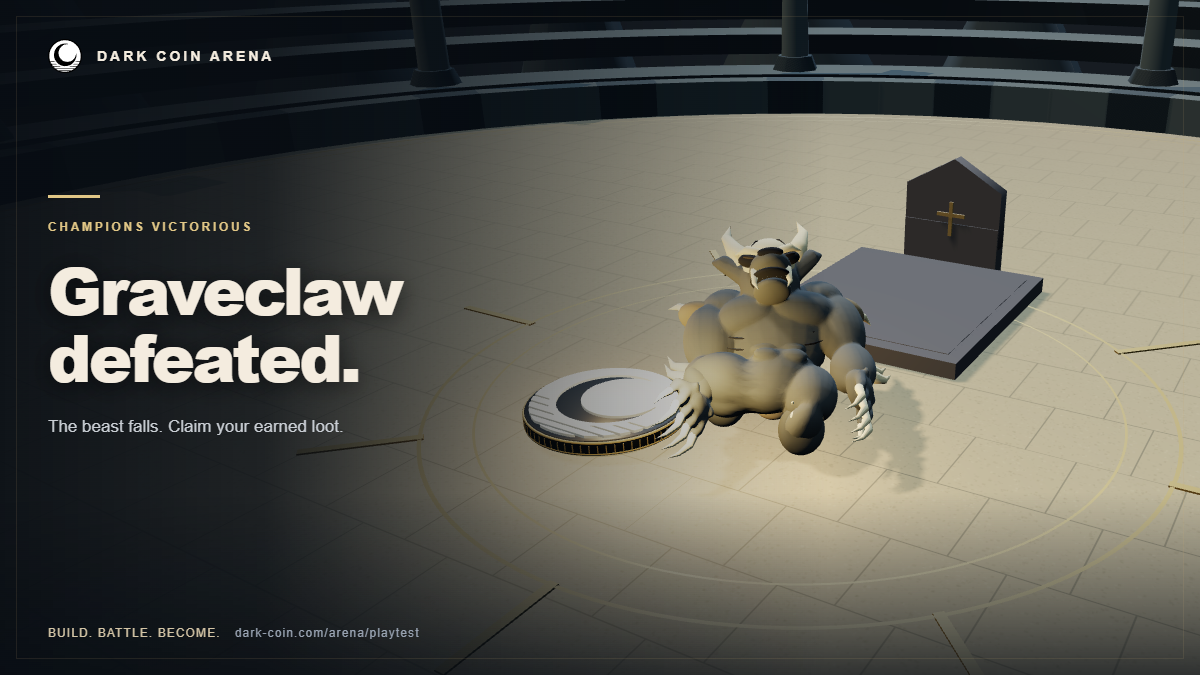 DARK COIN ARENA
CHAMPIONS VICTORIOUS
Graveclaw
defeated.
The beast falls. Claim your earned loot.
BUILD. BATTLE. BECOME. dark-coin.com/arena/playtest